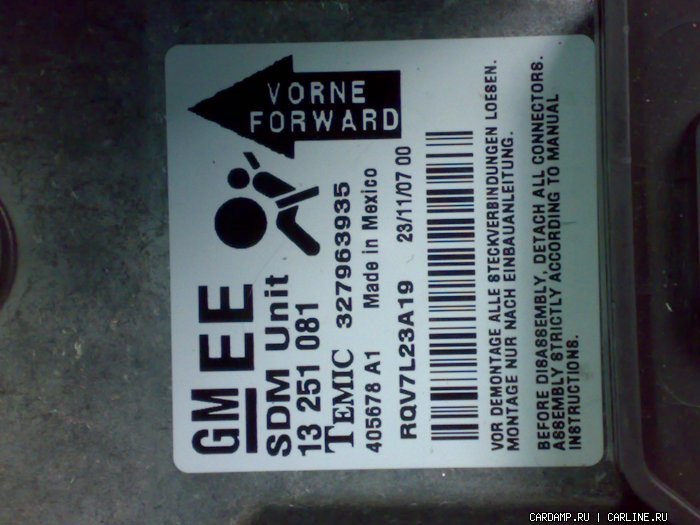 VORNE
FORWARD
GM EE
SDM Unit
13 251 081
TEMIC 327963935
405678 A1 Made in Mexico
RQV7L23A19 23/11/07 00
VOR DEMONTAGE ALLE STECKVERBINDUNGEN LOESEN.
MONTAGE NUR NACH EINBAUANLEITUNG.
BEFORE DISASSEMBLY, DETACH ALL CONNECTORS.
ASSEMBLY STRICTLY ACCORDING TO MANUAL
INSTRUCTIONS.
CARDAMP.RU | CARLINE.RU